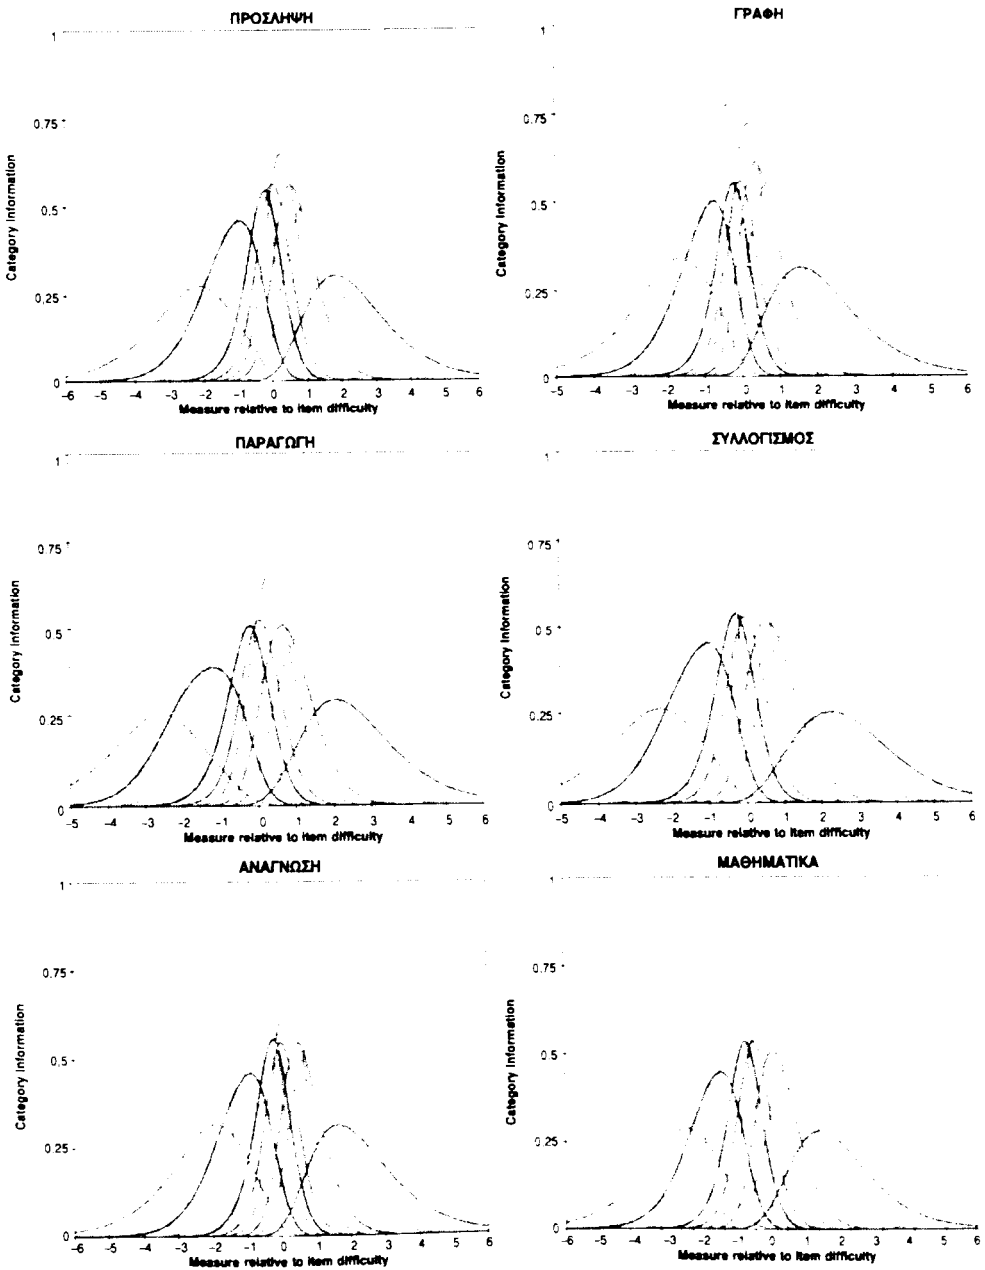 ΠΡΟΣΛΗΨΗ
1
0.75
0.5
0.25
0
Category Information
-6 -5 -4 -3 -2 -1 0 1 2 3 4 5 6
Measure relative to item difficulty
ΓΡΑΦΗ
1
0.75
0.5
0.25
0
Category Information
-5 -4 -3 -2 -1 0 1 2 3 4 5 6
Measure relative to item difficulty
ΠΑΡΑΓΩΓΗ
1
0.75
0.5
0.25
0
Category Information
-5 -4 -3 -2 -1 0 1 2 3 4 5 6
Measure relative to item difficulty
ΣΥΛΛΟΓΙΣΜΟΣ
1
0.75
0.5
0.25
0
Category Information
-5 -4 -3 -2 -1 0 1 2 3 4 5 6
Measure relative to item difficulty
ΑΝΑΓΝΩΣΗ
1
0.75
0.5
0.25
0
Category Information
-6 -5 -4 -3 -2 -1 0 1 2 3 4 5 6
Measure relative to item difficulty
ΜΑΘΗΜΑΤΙΚΑ
1
0.75
0.5
0.25
0
Category Information
-6 -5 -4 -3 -2 -1 0 1 2 3 4 5 6
Measure relative to item difficulty